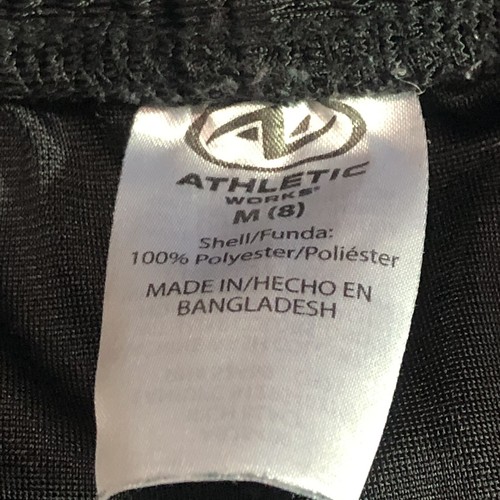 ATHLETIC
WORKS®
M (8)
Shell/Funda:
100% Polyester/Poliéster
MADE IN/HECHO EN
BANGLADESH